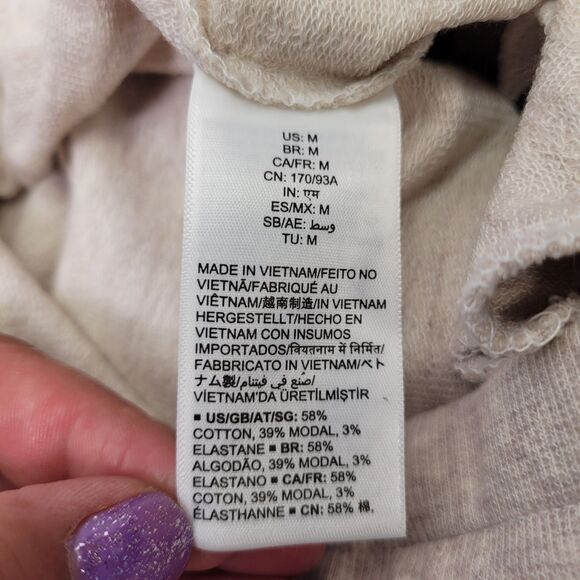 US: M
BR: M
CA/FR: M
CN: 170/93A
IN: एम
ES/MX: M
SB/AE: وسط
TU: M
MADE IN VIETNAM/FEITO NO
VIETNÃ/FABRIQUÉ AU
VIÊTNAM/越南制造/IN VIETNAM
HERGESTELLT/HECHO EN
VIETNAM CON INSUMOS
IMPORTADOS/वियतनाम में निर्मित/
FABBRICATO IN VIETNAM/ベト
ナム製/صُنع في فيتنام/
VİETNAM'DA ÜRETİLMİŞTİR
▪ US/GB/AT/SG: 58%
COTTON, 39% MODAL, 3%
ELASTANE ▪ BR: 58%
ALGODÃO, 39% MODAL, 3%
ELASTANO ▪ CA/FR: 58%
COTON, 39% MODAL, 3%
ÉLASTHANNE ▪ CN: 58% 棉,